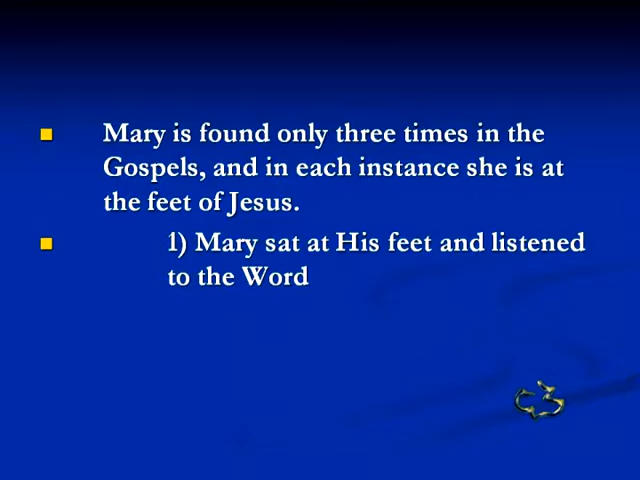 Mary is found only three times in the
Gospels, and in each instance she is at
the feet of Jesus.
1) Mary sat at His feet and listened
to the Word